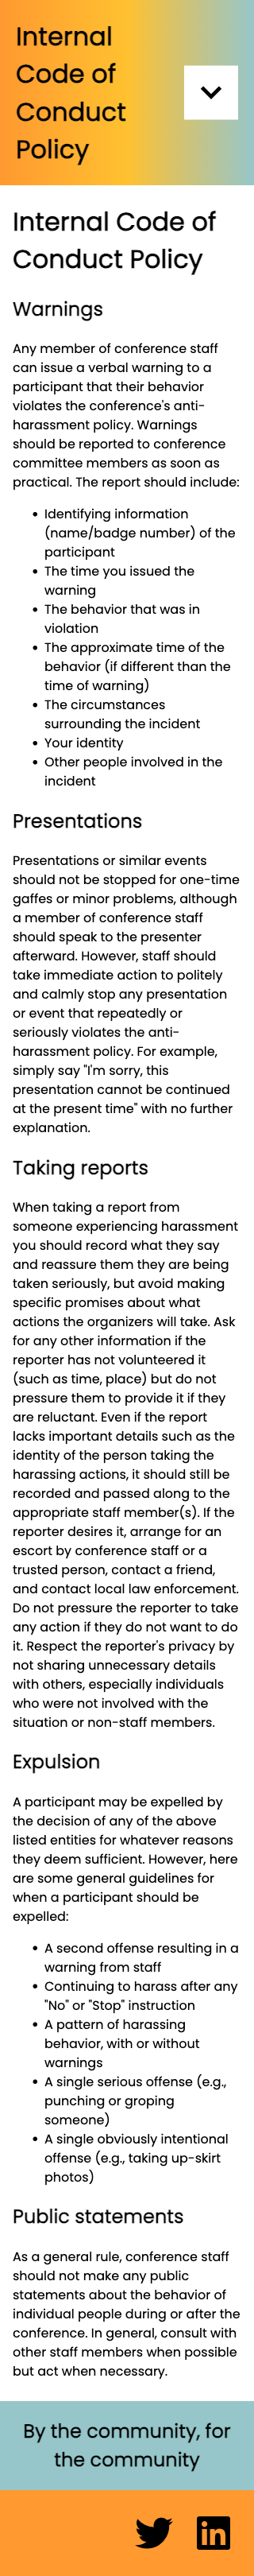 Internal
Code of
Conduct
Policy
Internal Code of
Conduct Policy
Warnings
Any member of conference staff
can issue a verbal warning to a
participant that their behavior
violates the conference's anti-
harassment policy. Warnings
should be reported to conference
committee members as soon as
practical. The report should include:
• Identifying information
(name/badge number) of the
participant
• The time you issued the
warning
• The behavior that was in
violation
• The approximate time of the
behavior (if different than the
time of warning)
• The circumstances
surrounding the incident
• Your identity
• Other people involved in the
incident
Presentations
Presentations or similar events
should not be stopped for one-time
gaffes or minor problems, although
a member of conference staff
should speak to the presenter
afterward. However, staff should
take immediate action to politely
and calmly stop any presentation
or event that repeatedly or
seriously violates the anti-
harassment policy. For example,
simply say "I'm sorry, this
presentation cannot be continued
at the present time" with no further
explanation.
Taking reports
When taking a report from
someone experiencing harassment
you should record what they say
and reassure them they are being
taken seriously, but avoid making
specific promises about what
actions the organizers will take. Ask
for any other information if the
reporter has not volunteered it
(such as time, place) but do not
pressure them to provide it if they
are reluctant. Even if the report
lacks important details such as the
identity of the person taking the
harassing actions, it should still be
recorded and passed along to the
appropriate staff member(s). If the
reporter desires it, arrange for an
escort by conference staff or a
trusted person, contact a friend,
and contact local law enforcement.
Do not pressure the reporter to take
any action if they do not want to do
it. Respect the reporter's privacy by
not sharing unnecessary details
with others, especially individuals
who were not involved with the
situation or non-staff members.
Expulsion
A participant may be expelled by
the decision of any of the above
listed entities for whatever reasons
they deem sufficient. However, here
are some general guidelines for
when a participant should be
expelled:
• A second offense resulting in a
warning from staff
• Continuing to harass after any
"No" or "Stop" instruction
• A pattern of harassing
behavior, with or without
warnings
• A single serious offense (e.g.,
punching or groping
someone)
• A single obviously intentional
offense (e.g., taking up-skirt
photos)
Public statements
As a general rule, conference staff
should not make any public
statements about the behavior of
individual people during or after the
conference. In general, consult with
other staff members when possible
but act when necessary.
By the community, for
the community